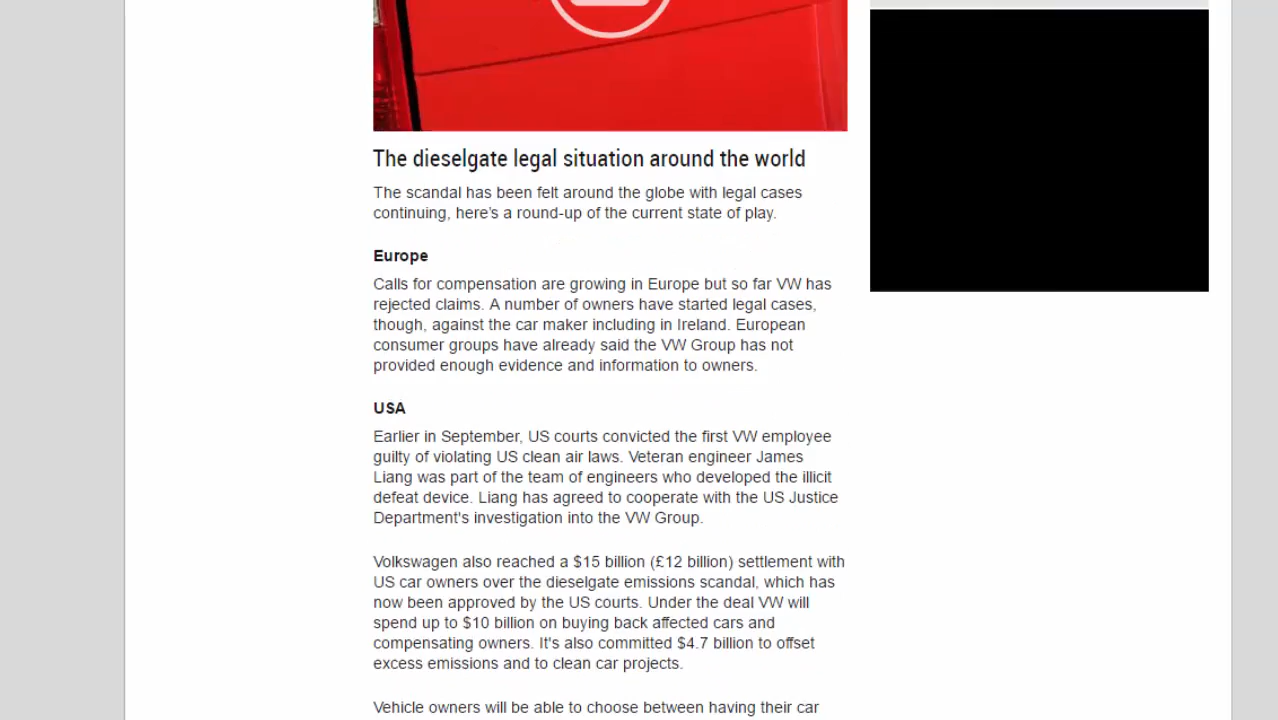 The dieselgate legal situation around the world
The scandal has been felt around the globe with legal cases
continuing, here's a round-up of the current state of play.
Europe
Calls for compensation are growing in Europe but so far VW has
rejected claims. A number of owners have started legal cases,
though, against the car maker including in Ireland. European
consumer groups have already said the VW Group has not
provided enough evidence and information to owners.
USA
Earlier in September, US courts convicted the first VW employee
guilty of violating US clean air laws. Veteran engineer James
Liang was part of the team of engineers who developed the illicit
defeat device. Liang has agreed to cooperate with the US Justice
Department's investigation into the VW Group.
Volkswagen also reached a $15 billion (£12 billion) settlement with
US car owners over the dieselgate emissions scandal, which has
now been approved by the US courts. Under the deal VW will
spend up to $10 billion on buying back affected cars and
compensating owners. It's also committed $4.7 billion to offset
excess emissions and to clean car projects.
Vehicle owners will be able to choose between having their car